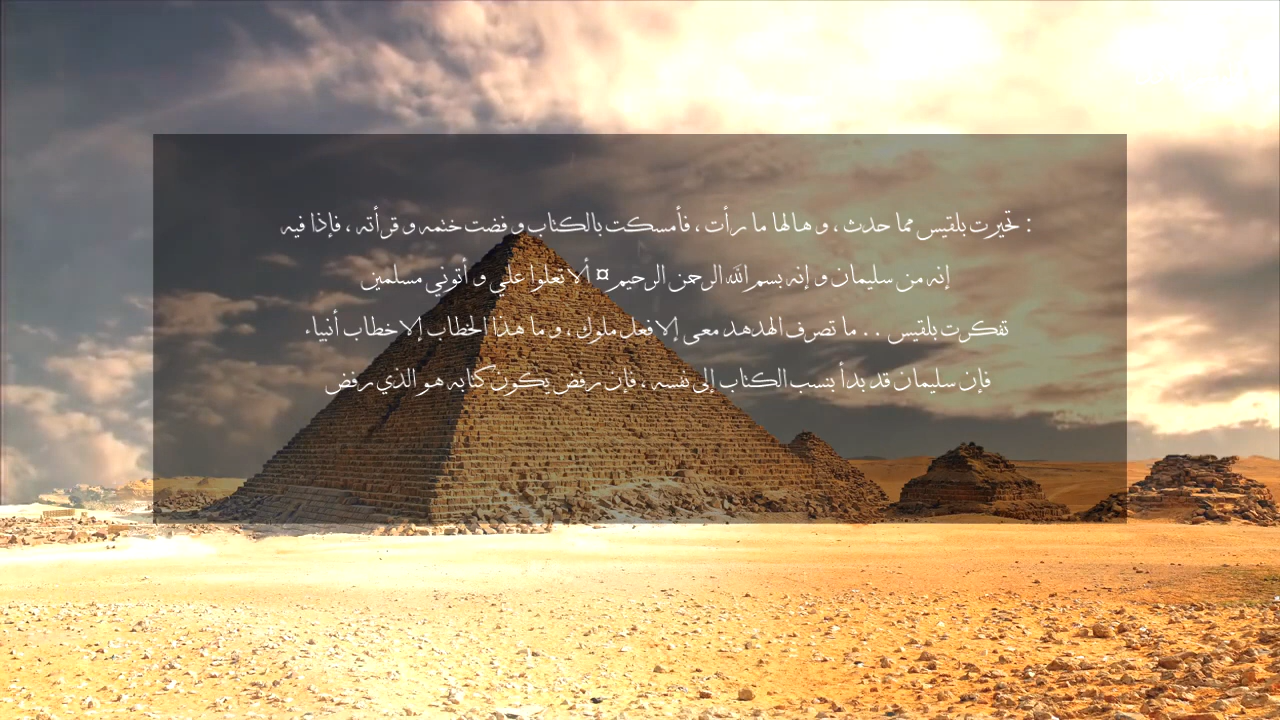 تحيرت بلقيس مما حدث ، و هالها ما رأت ، فأمسكت بالكتاب و فضت ختمه و قرأته ، فإذا فيه :
إنه من سليمان و إنه بسم الله الرحمن الرحيم ¤ ألا تعلوا علي و أتوني مسلمين
تفكرت بلقيس . . ما تصرف الهدهد معى إلا فعل ملوك ، و ما هذا الخطاب إلا خطاب أنبياء
فإن سليمان قد بدأ بنسب الكتاب إلى نفسه ، فإن رفض يكون كتابه هو الذي رفض